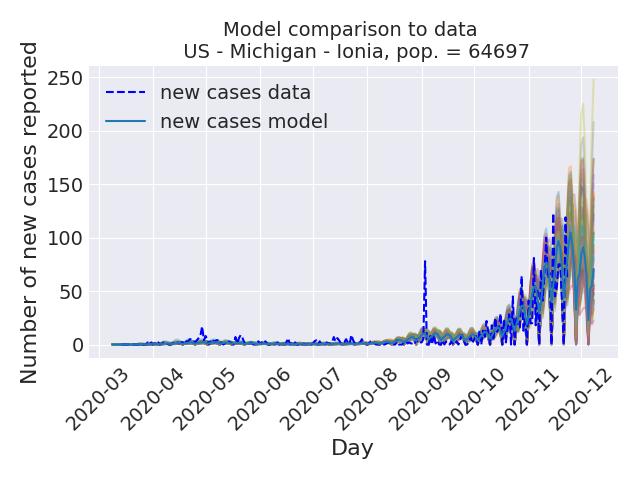 Model comparison to data
US - Michigan - Ionia, pop. = 64697
Number of new cases reported
250
200
150
100
50
0
new cases data
new cases model
2020-03
2020-04
2020-05
2020-06
2020-07
2020-08
2020-09
2020-10
2020-11
2020-12
Day